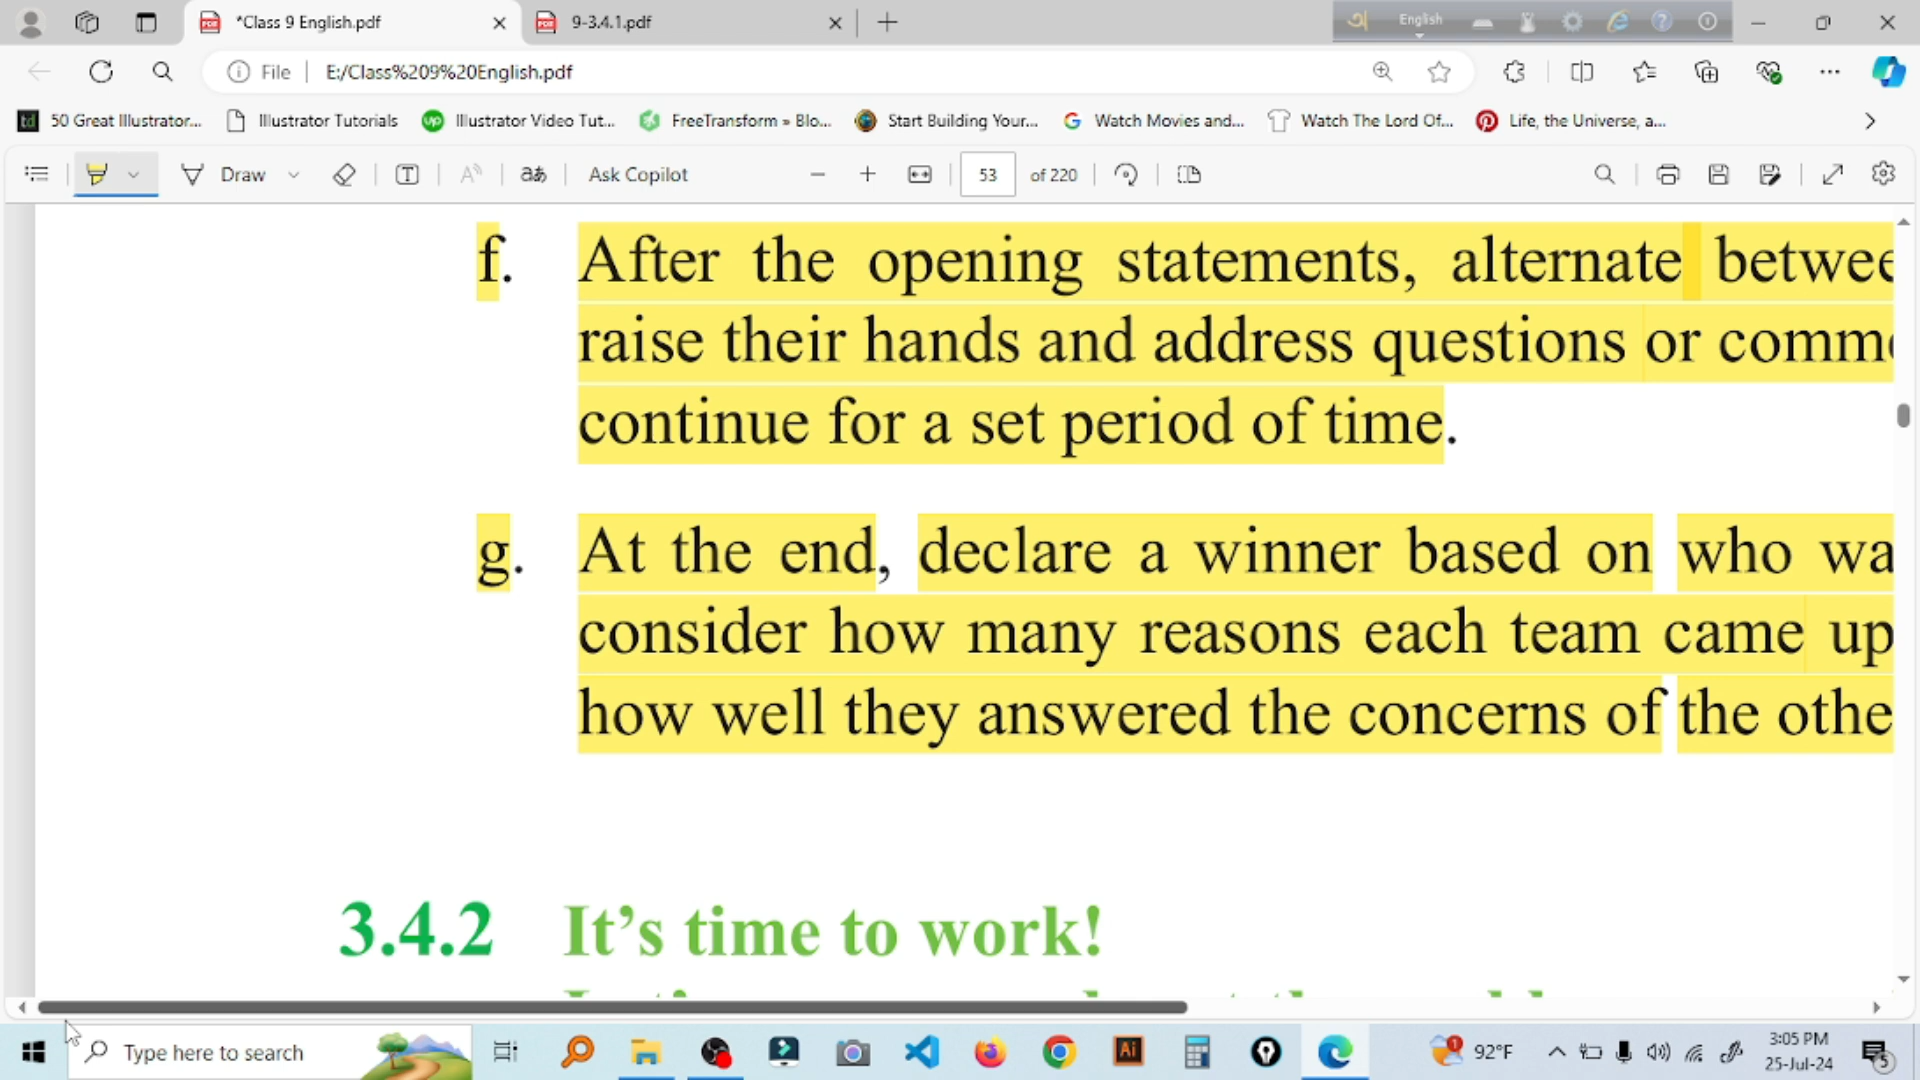 *Class 9 English.pdf
9-3.4.1.pdf
English
File
E:/Class%209%20English.pdf
50 Great Illustrator...
Illustrator Tutorials
Illustrator Video Tut...
FreeTransform » Blo...
Start Building Your...
Watch Movies and...
Watch The Lord Of...
Life, the Universe, a...
Draw
Ask Copilot
53
of 220
f. After the opening statements, alternate betwee
raise their hands and address questions or comme
continue for a set period of time.
g. At the end, declare a winner based on who wa
consider how many reasons each team came up
how well they answered the concerns of the othe
3.4.2 It's time to work!
Type here to search
92°F
3:05 PM
25-Jul-24